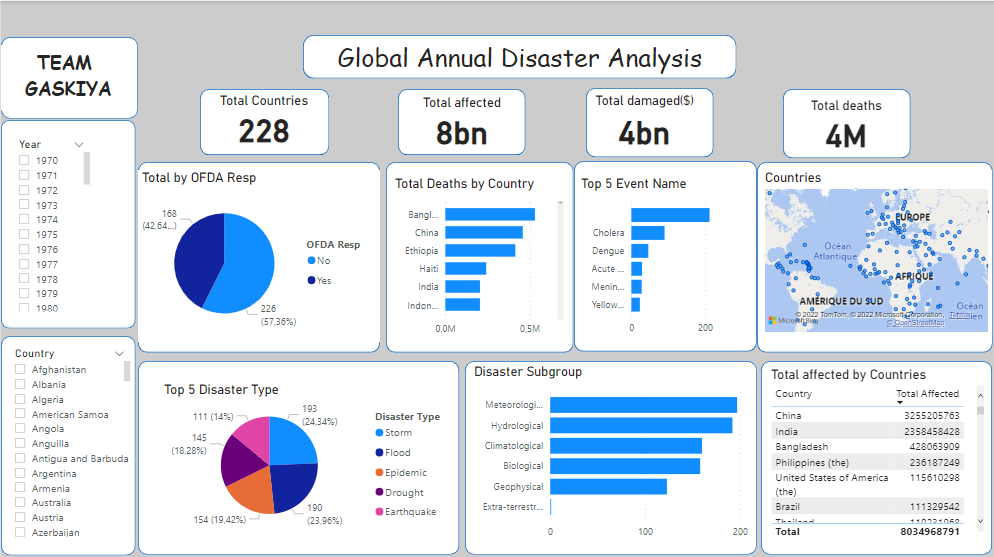 TEAM
GASKIYA
Global Annual Disaster Analysis
Total Countries
228
Total affected
8bn
Total damaged($)
4bn
Total deaths
4M
Year
1970
1971
1972
1973
1974
1975
1976
1977
1978
1979
1980
Total by OFDA Resp
168
(42,64...)
226
(57,36%)
OFDA Resp
No
Yes
Total Deaths by Country
Bangl...
China
Ethiopia
Haiti
India
Indon...
0,0M 0,5M
Top 5 Event Name
Cholera
Dengue
Acute ...
Menin...
Yellow...
0 200
Countries
EUROPE
Océan
Atlantique
AFRIQUE
AMÉRIQUE DU SUD
Océan
ien
Microsoft Bing
© 2022 TomTom, © 2022 Microsoft Corporation, Terms
© OpenStreetMap
Country
Afghanistan
Albania
Algeria
American Samoa
Angola
Anguilla
Antigua and Barbuda
Argentina
Armenia
Australia
Austria
Azerbaijan
Top 5 Disaster Type
193
(24,34%)
190
(23,96%)
154 (19,42%)
145
(18,28%)
111 (14%)
Disaster Type
Storm
Flood
Epidemic
Drought
Earthquake
Disaster Subgroup
Meteorologi...
Hydrological
Climatological
Biological
Geophysical
Extra-terrestr...
0 100 200
Total affected by Countries
Country Total Affected
China 3255205763
India 2358458428
Bangladesh 428063909
Philippines (the) 236187249
United States of America 115610298
(the)
Brazil 111329542
Thailand 110231968
Total 8034968791